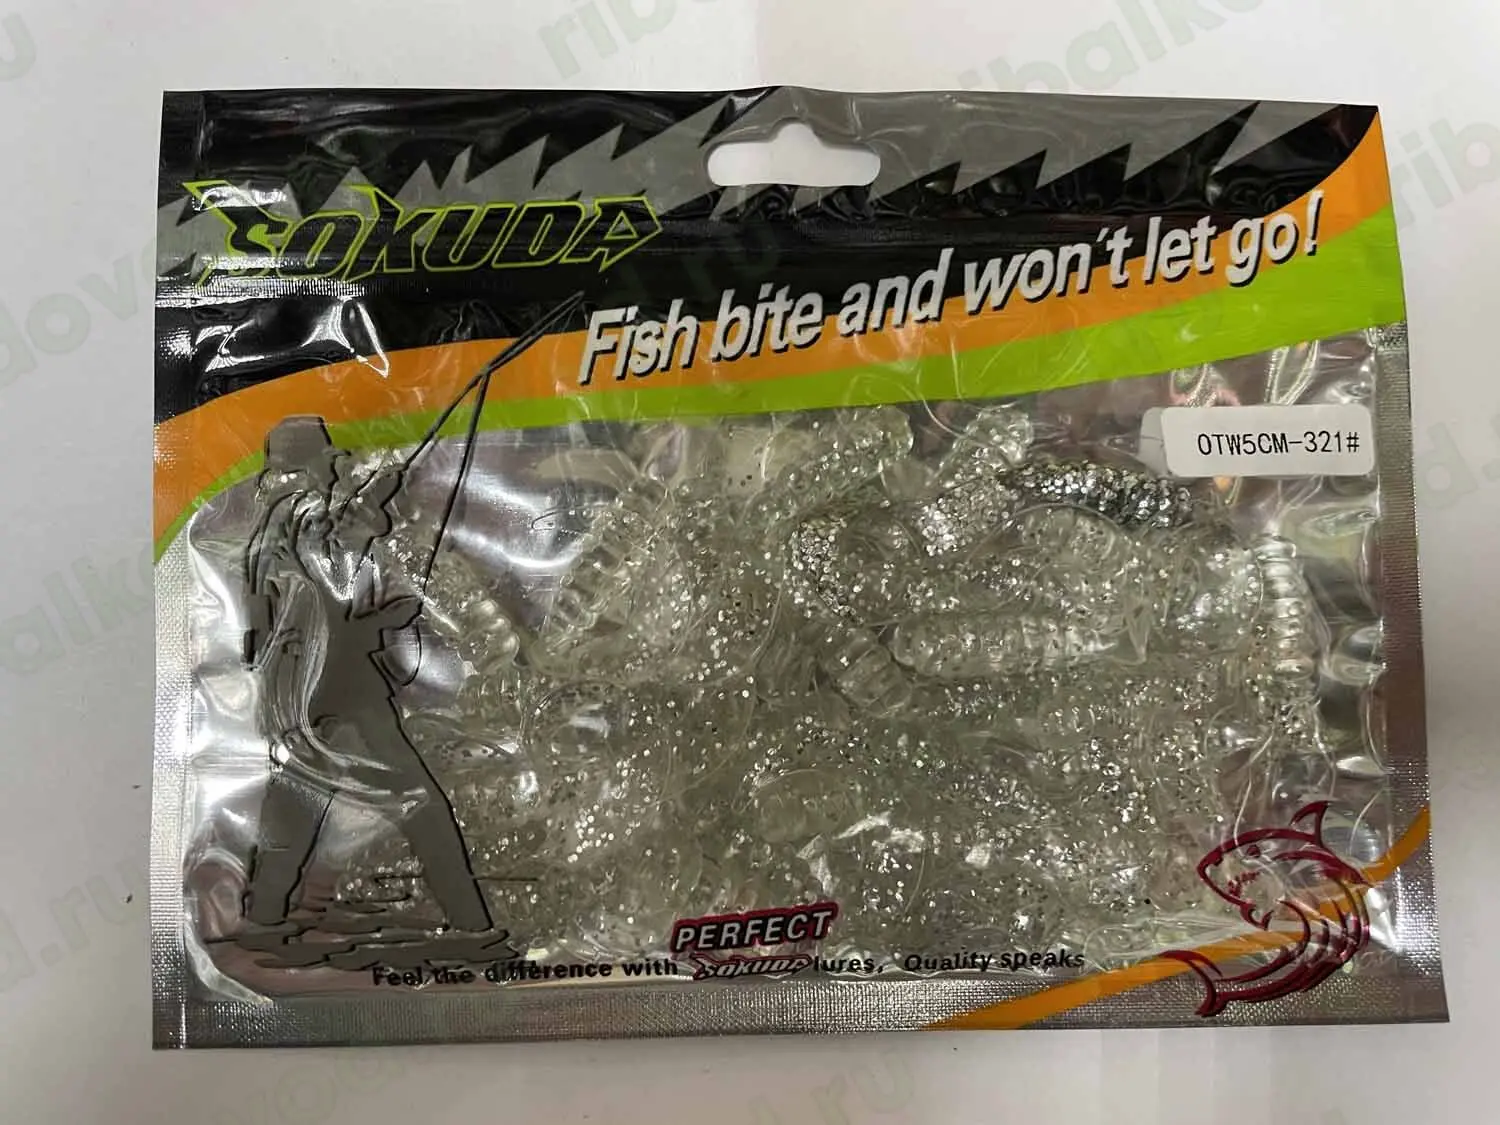 SOKUDA
Fish bite and won't let go!
OTW5CM-321#
PERFECT
Feel the difference with SOKUDA lures, Quality speaks